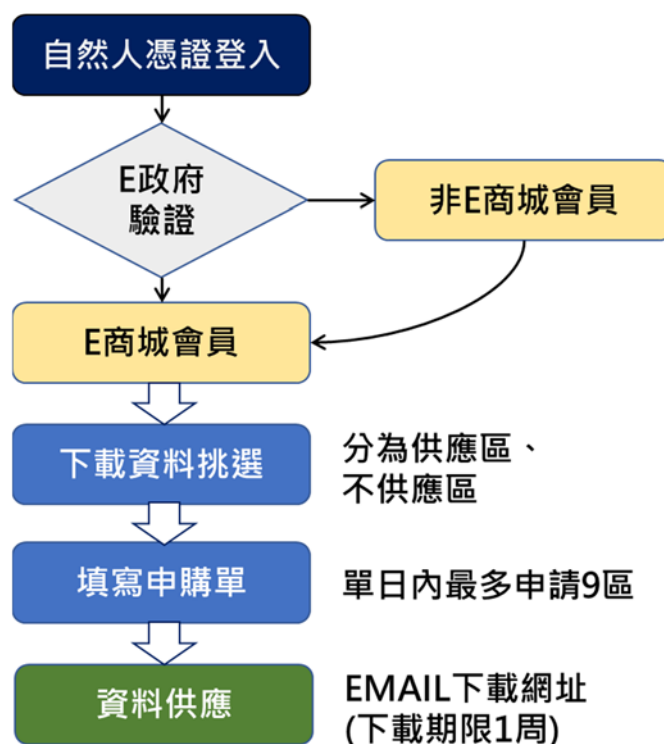 自然人憑證登入
E政府
驗證
非E商城會員
E商城會員
下載資料挑選
分為供應區、
不供應區
填寫申購單
單日內最多申請9區
資料供應
EMAIL下載網址
(下載期限1周)